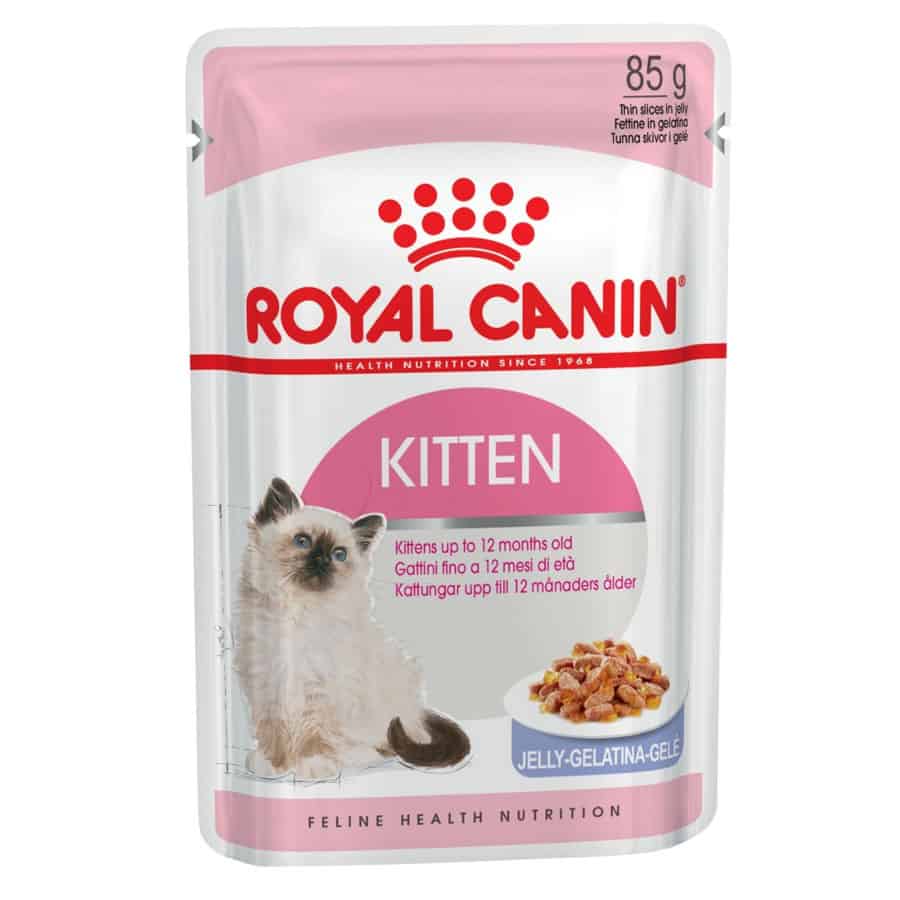 85 g
Thin slices in jelly
Fettine in gelatina
Tunna skivor i gelé
ROYAL CANIN®
HEALTH NUTRITION SINCE 1968
KITTEN
Kittens up to 12 months old
Gattini fino a 12 mesi di età
Kattungar upp till 12 månaders ålder
JELLY-GELATINA-GELÉ
FELINE HEALTH NUTRITION